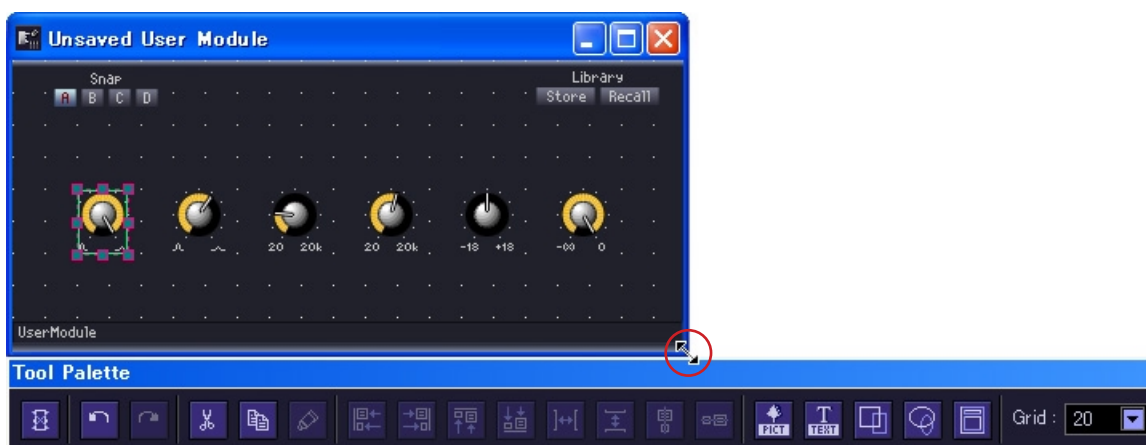 Unsaved User Module
Snap
Library
A B C D
Store Recall
20 20k
20 20k
-18 +18
-∞ 0
UserModule
Tool Palette
PICT
T
TEXT
Grid : 20